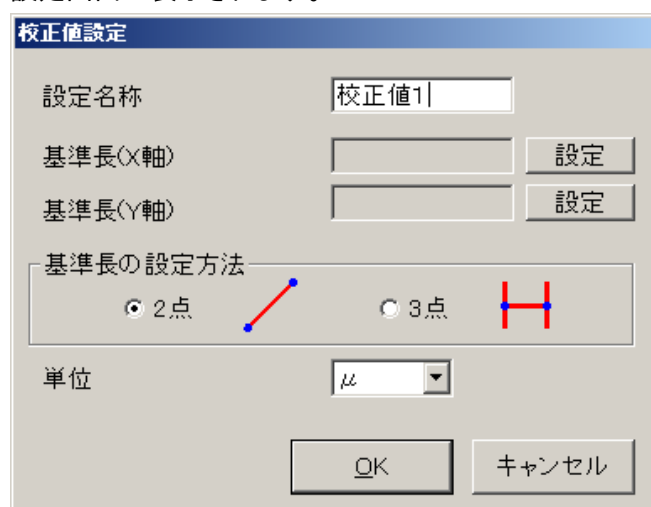 校正値設定
設定名称 校正値1
基準長(X軸) 設定
基準長(Y軸) 設定
基準長の設定方法
2点 3点
単位 μ
OK キャンセル